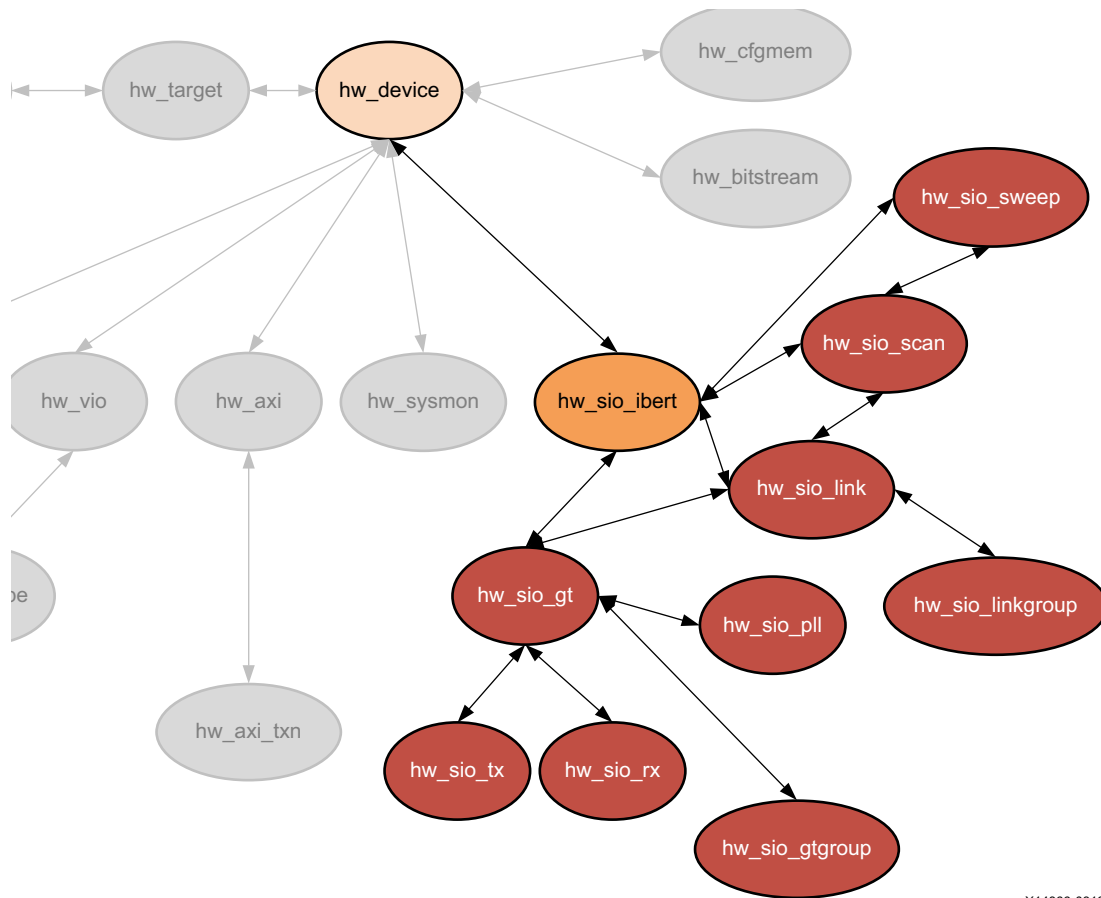 hw_cfgmem
hw_target
hw_device
hw_bitstream
hw_sio_sweep
hw_sio_scan
hw_vio
hw_axi
hw_sysmon
hw_sio_ibert
hw_sio_link
hw_sio_gt
hw_sio_pll
hw_sio_linkgroup
hw_axi_txn
hw_sio_tx
hw_sio_rx
hw_sio_gtgroup